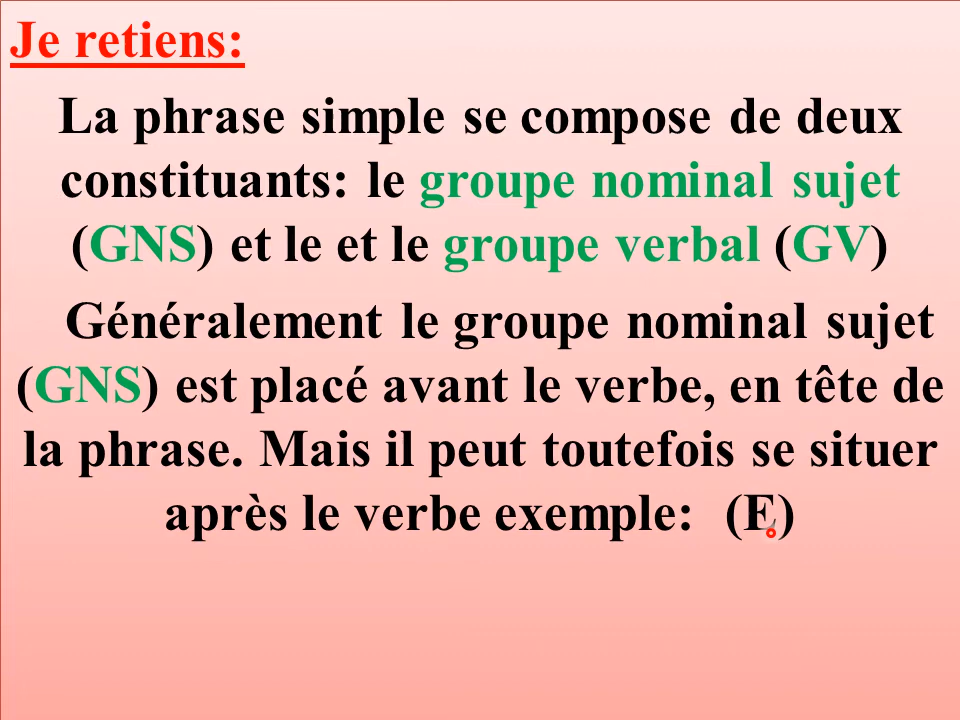 Je retiens:
La phrase simple se compose de deux
constituants: le groupe nominal sujet
(GNS) et le et le groupe verbal (GV)
Généralement le groupe nominal sujet
(GNS) est placé avant le verbe, en tête de
la phrase. Mais il peut toutefois se situer
après le verbe exemple: (E)